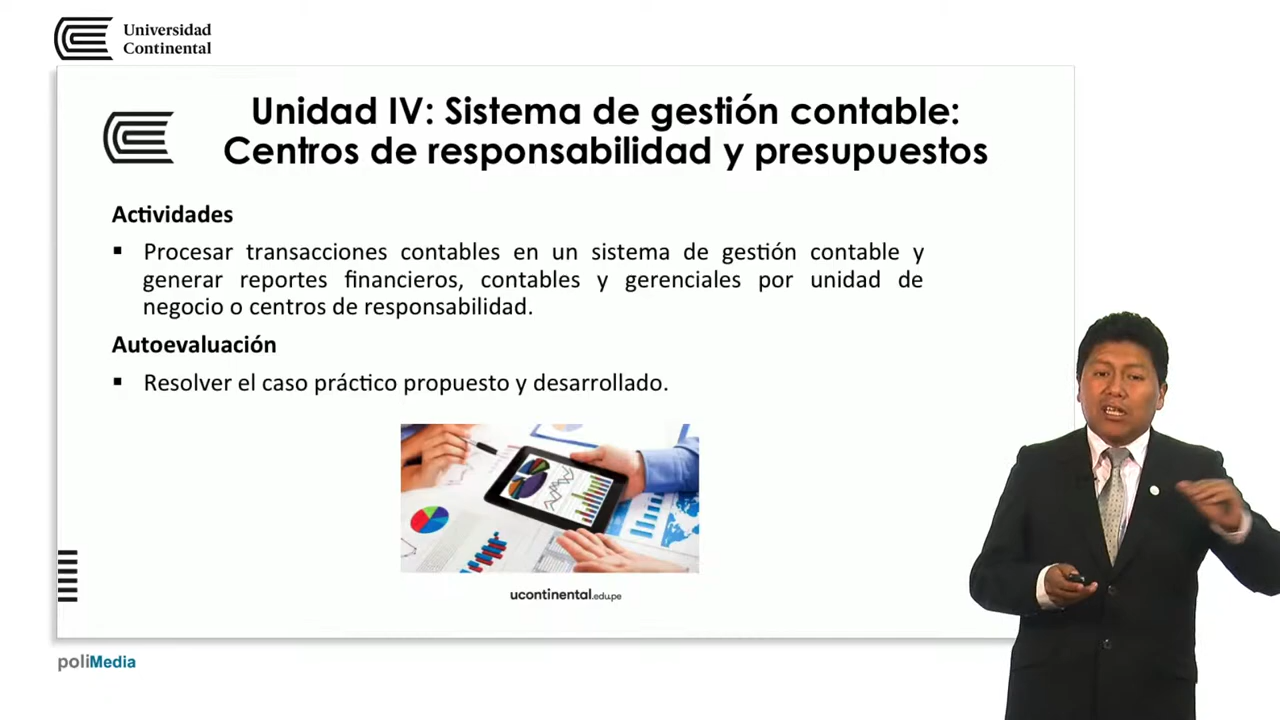 Universidad
Continental
Unidad IV: Sistema de gestión contable:
Centros de responsabilidad y presupuestos
Actividades
▪ Procesar transacciones contables en un sistema de gestión contable y
generar reportes financieros, contables y gerenciales por unidad de
negocio o centros de responsabilidad.
Autoevaluación
▪ Resolver el caso práctico propuesto y desarrollado.
ucontinental.edu.pe
poliMedia